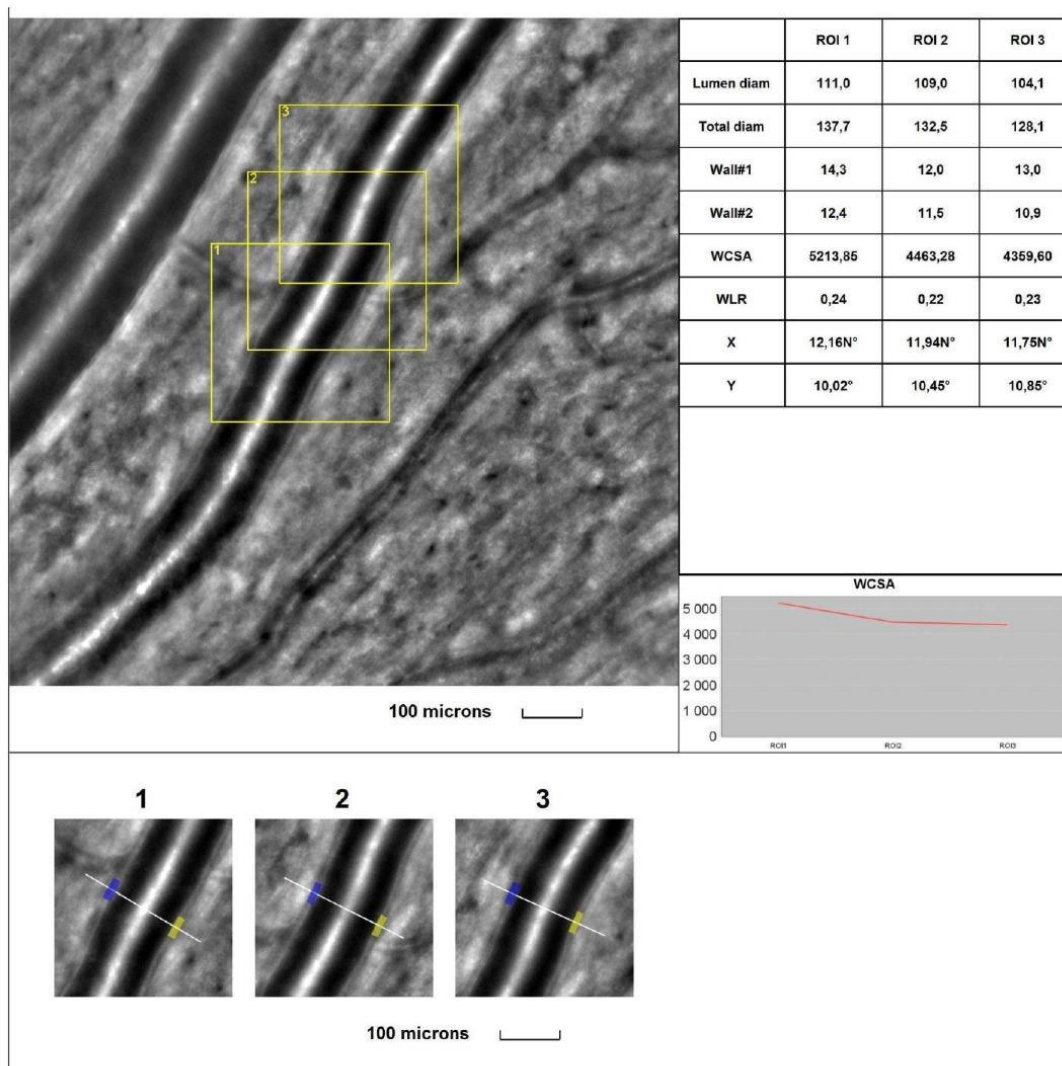 ROI 1 ROI 2 ROI 3
Lumen diam 111,0 109,0 104,1
Total diam 137,7 132,5 128,1
Wall#1 14,3 12,0 13,0
Wall#2 12,4 11,5 10,9
WCSA 5213,85 4463,28 4359,60
WLR 0,24 0,22 0,23
X 12,16N° 11,94N° 11,75N°
Y 10,02° 10,45° 10,85°
3
2
1
100 microns
WCSA
5 000
4 000
3 000
2 000
1 000
0
ROI1 ROI2 ROI3
1 2 3
100 microns